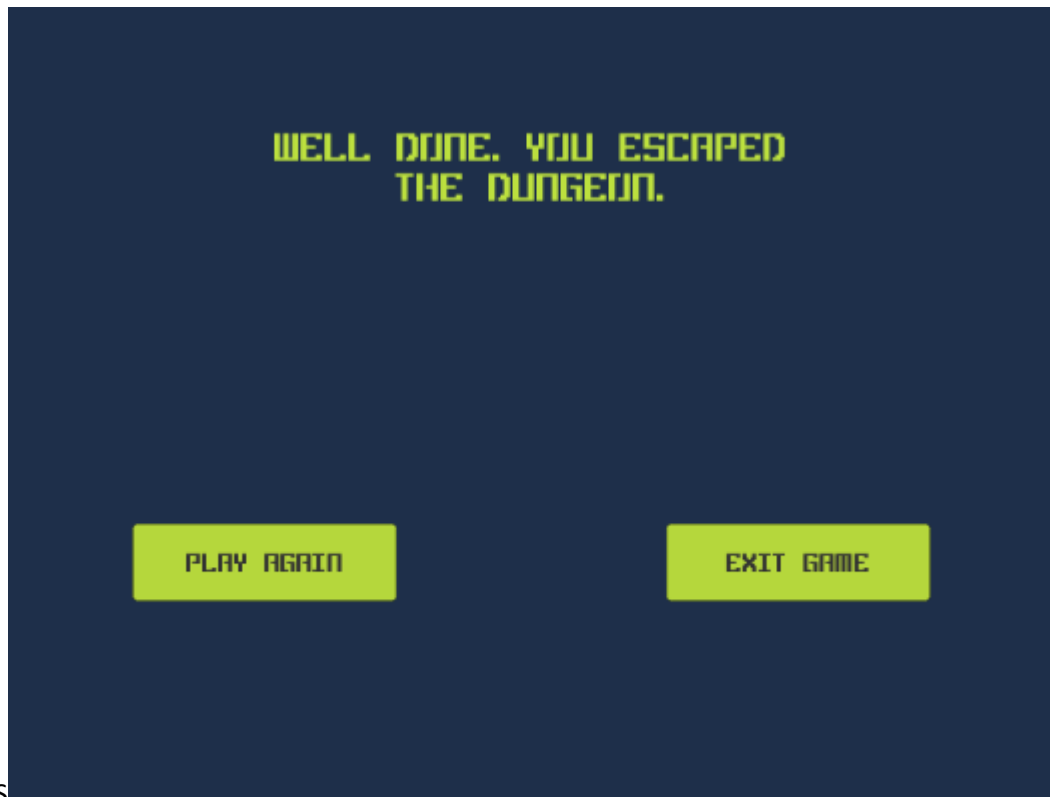 WELL DONE. YOU ESCAPED
THE DUNGEON.
PLAY AGAIN
EXIT GAME
s